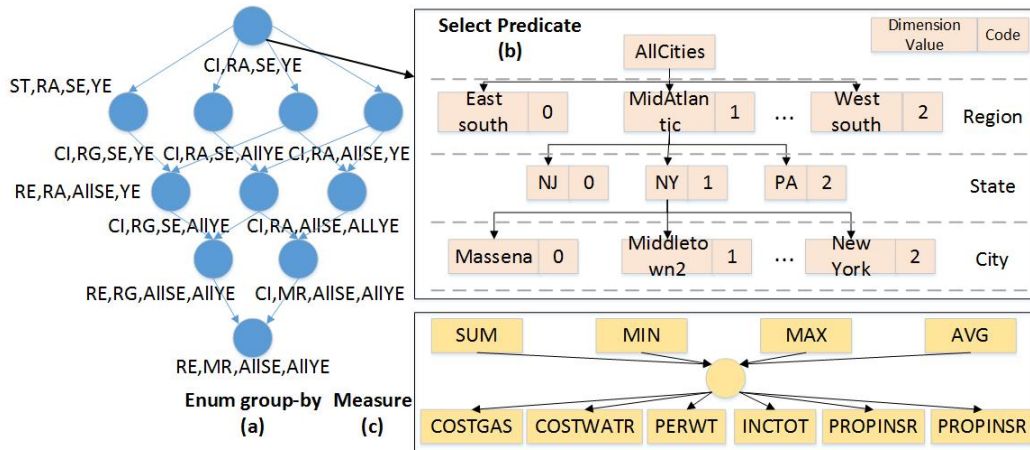 CI,RA,SE,YE
ST,RA,SE,YE
CI,RG,SE,YE
CI,RA,SE,AllYE
CI,RA,AllSE,YE
RE,RA,AllSE,YE
CI,RG,SE,AllYE
CI,RA,AllSE,ALLYE
RE,RG,AllSE,AllYE
CI,MR,AllSE,AllYE
RE,MR,AllSE,AllYE
Enum group-by
(a)
Select Predicate
(b)
AllCities
Dimension
Value
Code
East
south
0
MidAtlan
tic
1
...
West
south
2
Region
NJ
0
NY
1
PA
2
State
Massena
0
Middleto
wn2
1
...
New
York
2
City
Measure
(c)
SUM
MIN
MAX
AVG
COSTGAS
COSTWATR
PERWT
INCTOT
PROPINSR
PROPINSR